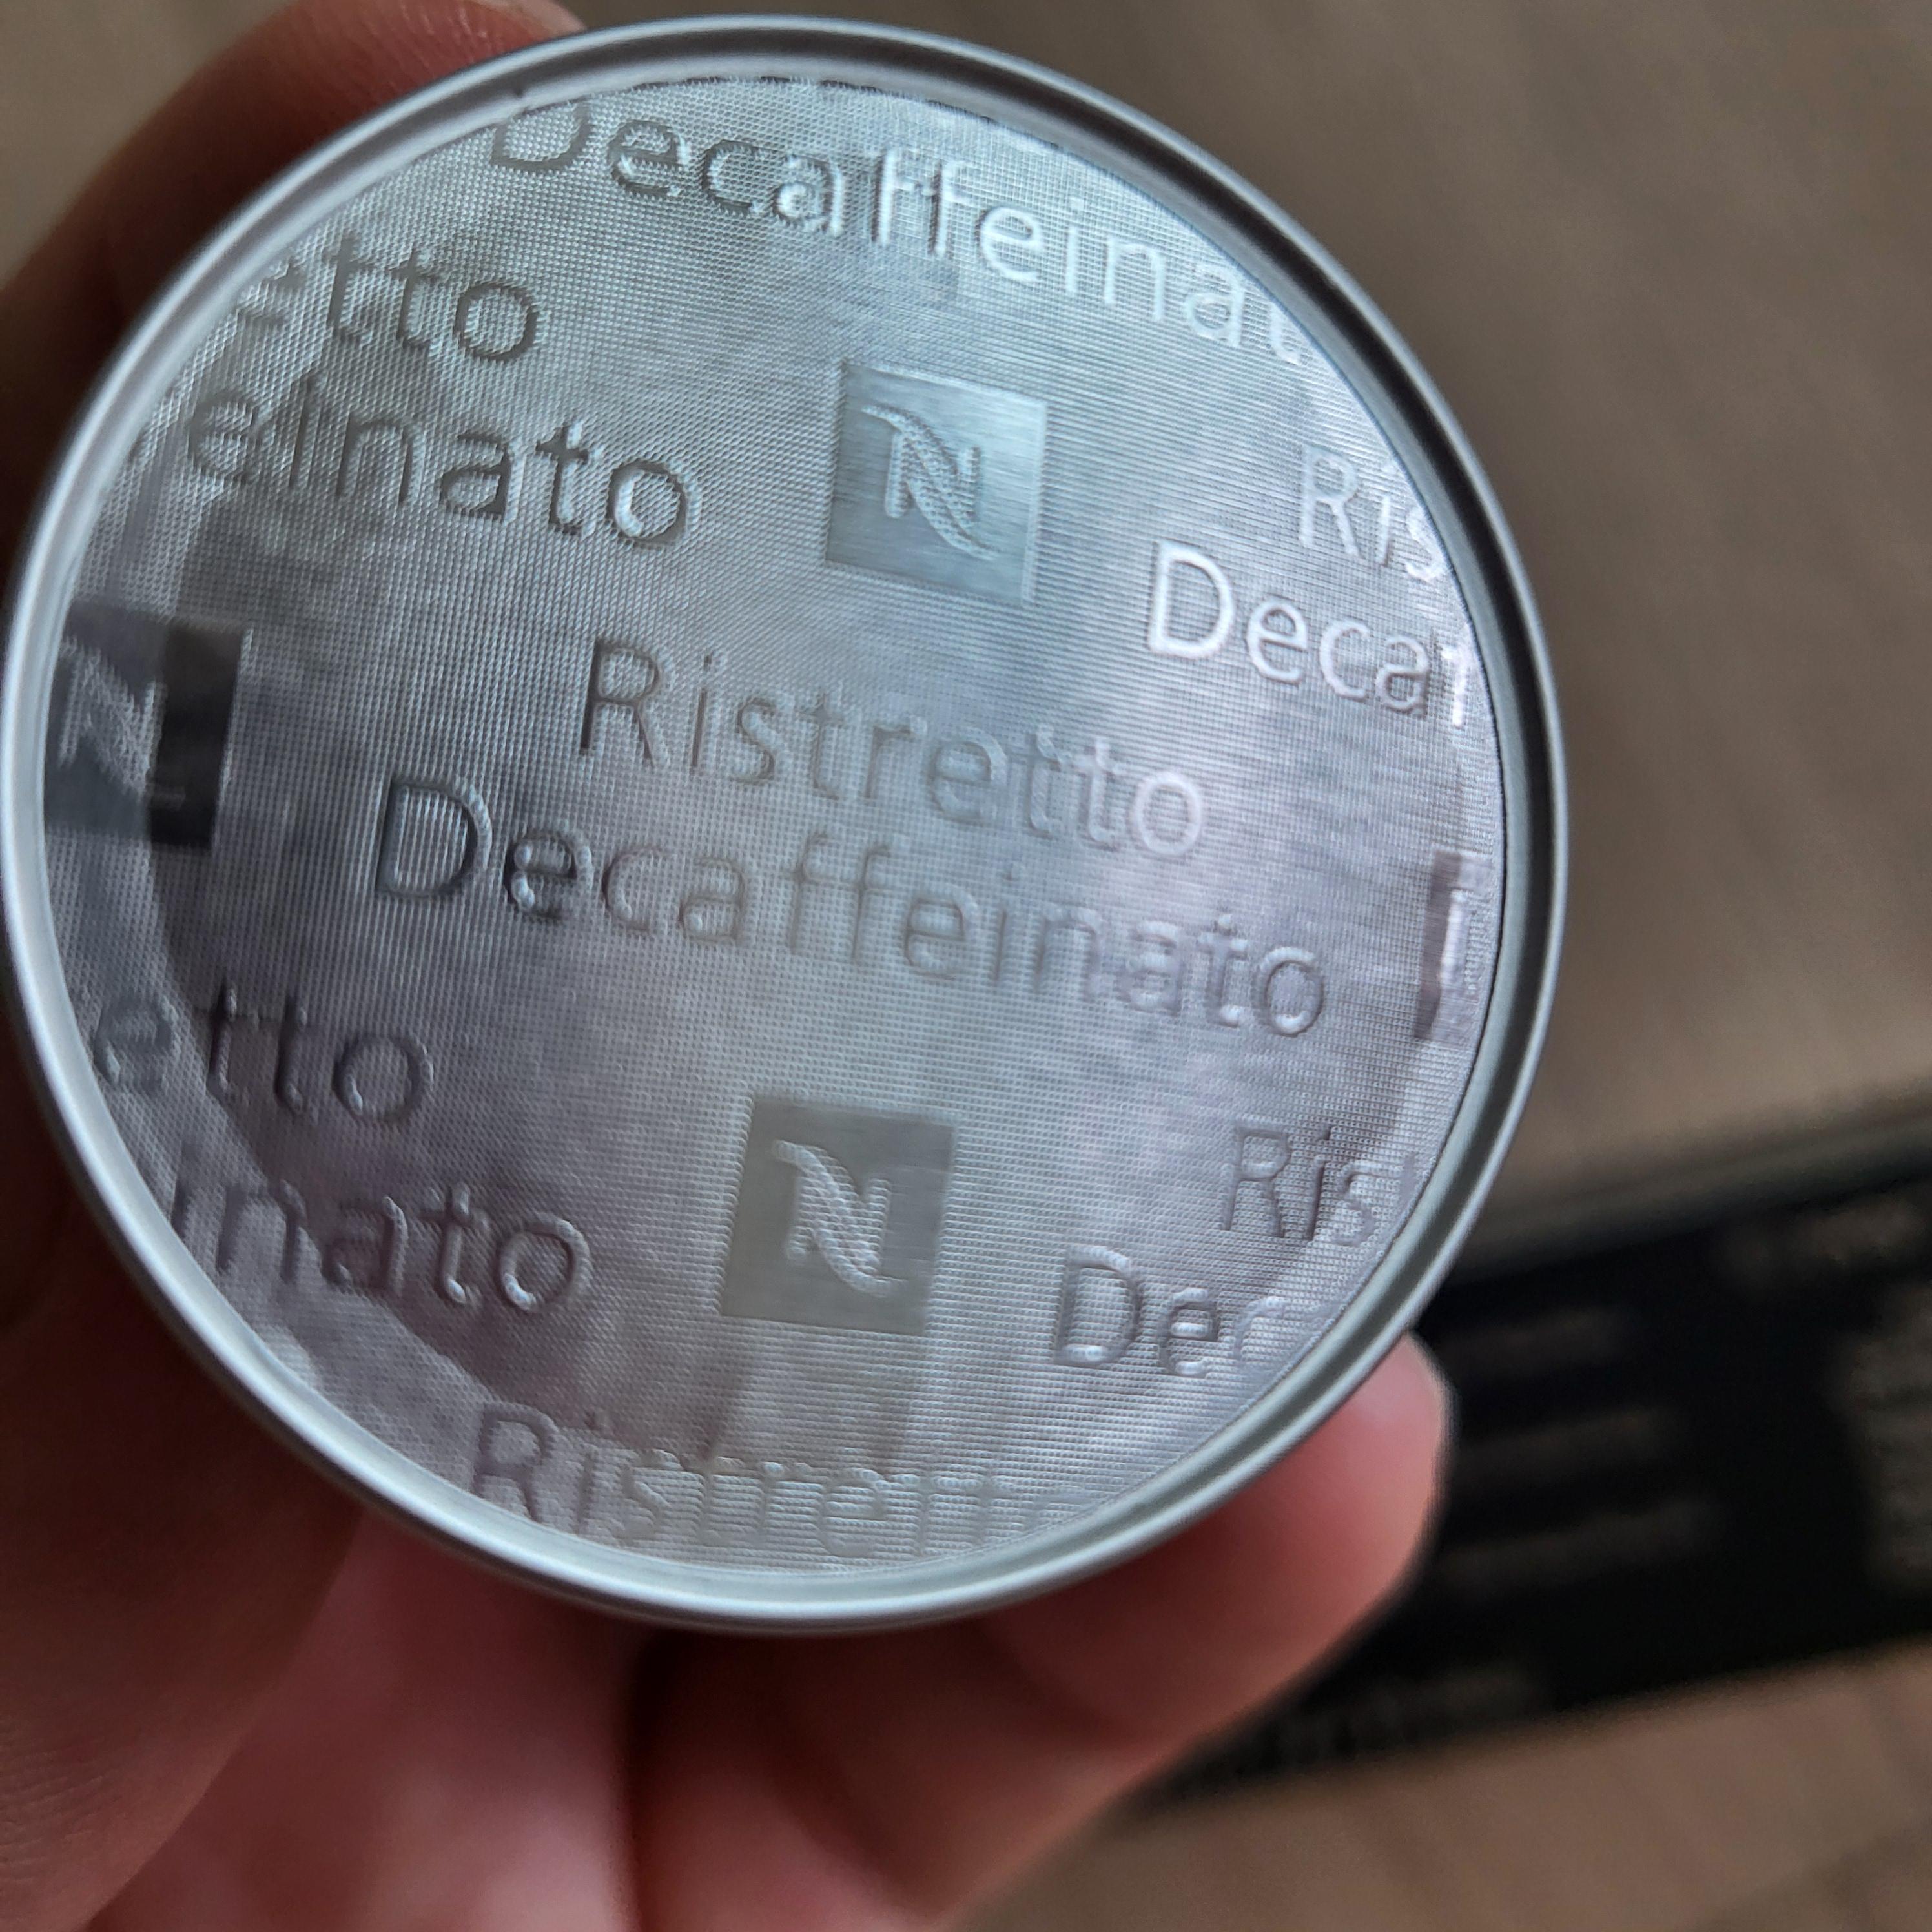 Decaffeinat
etto
einato
N
Ris
Decaf
N
Ristretto
Decaffeinato
etto
inato
N
Ris
Dec
Ristrett